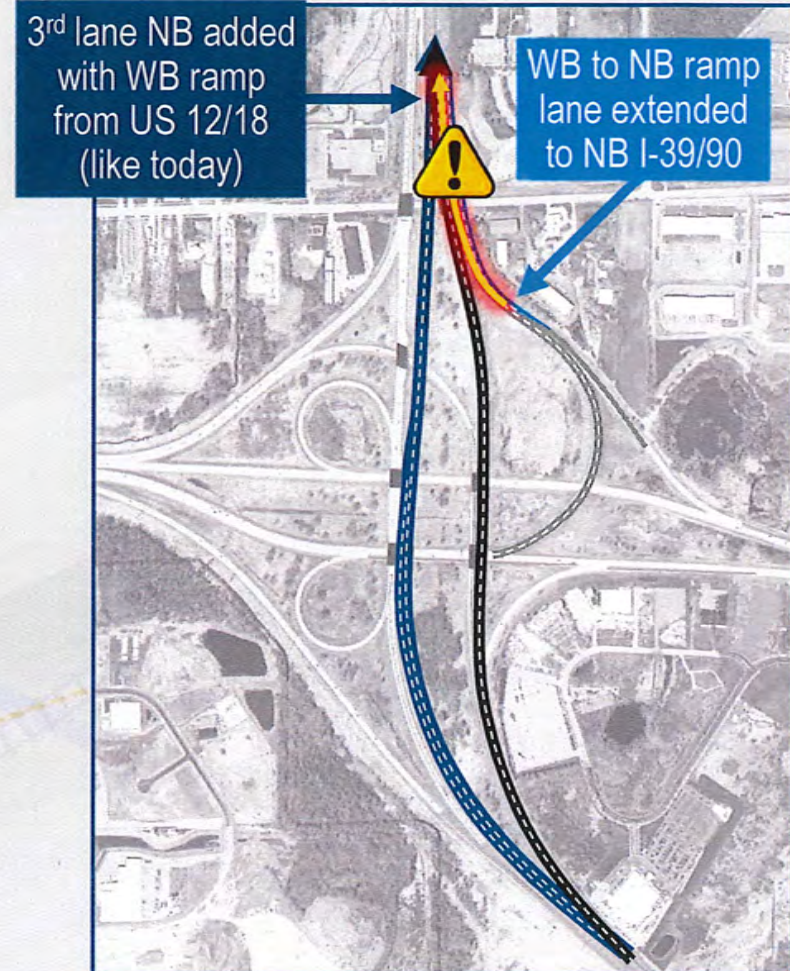 3rd lane NB added
with WB ramp
from US 12/18
(like today)
WB to NB ramp
lane extended
to NB I-39/90
!